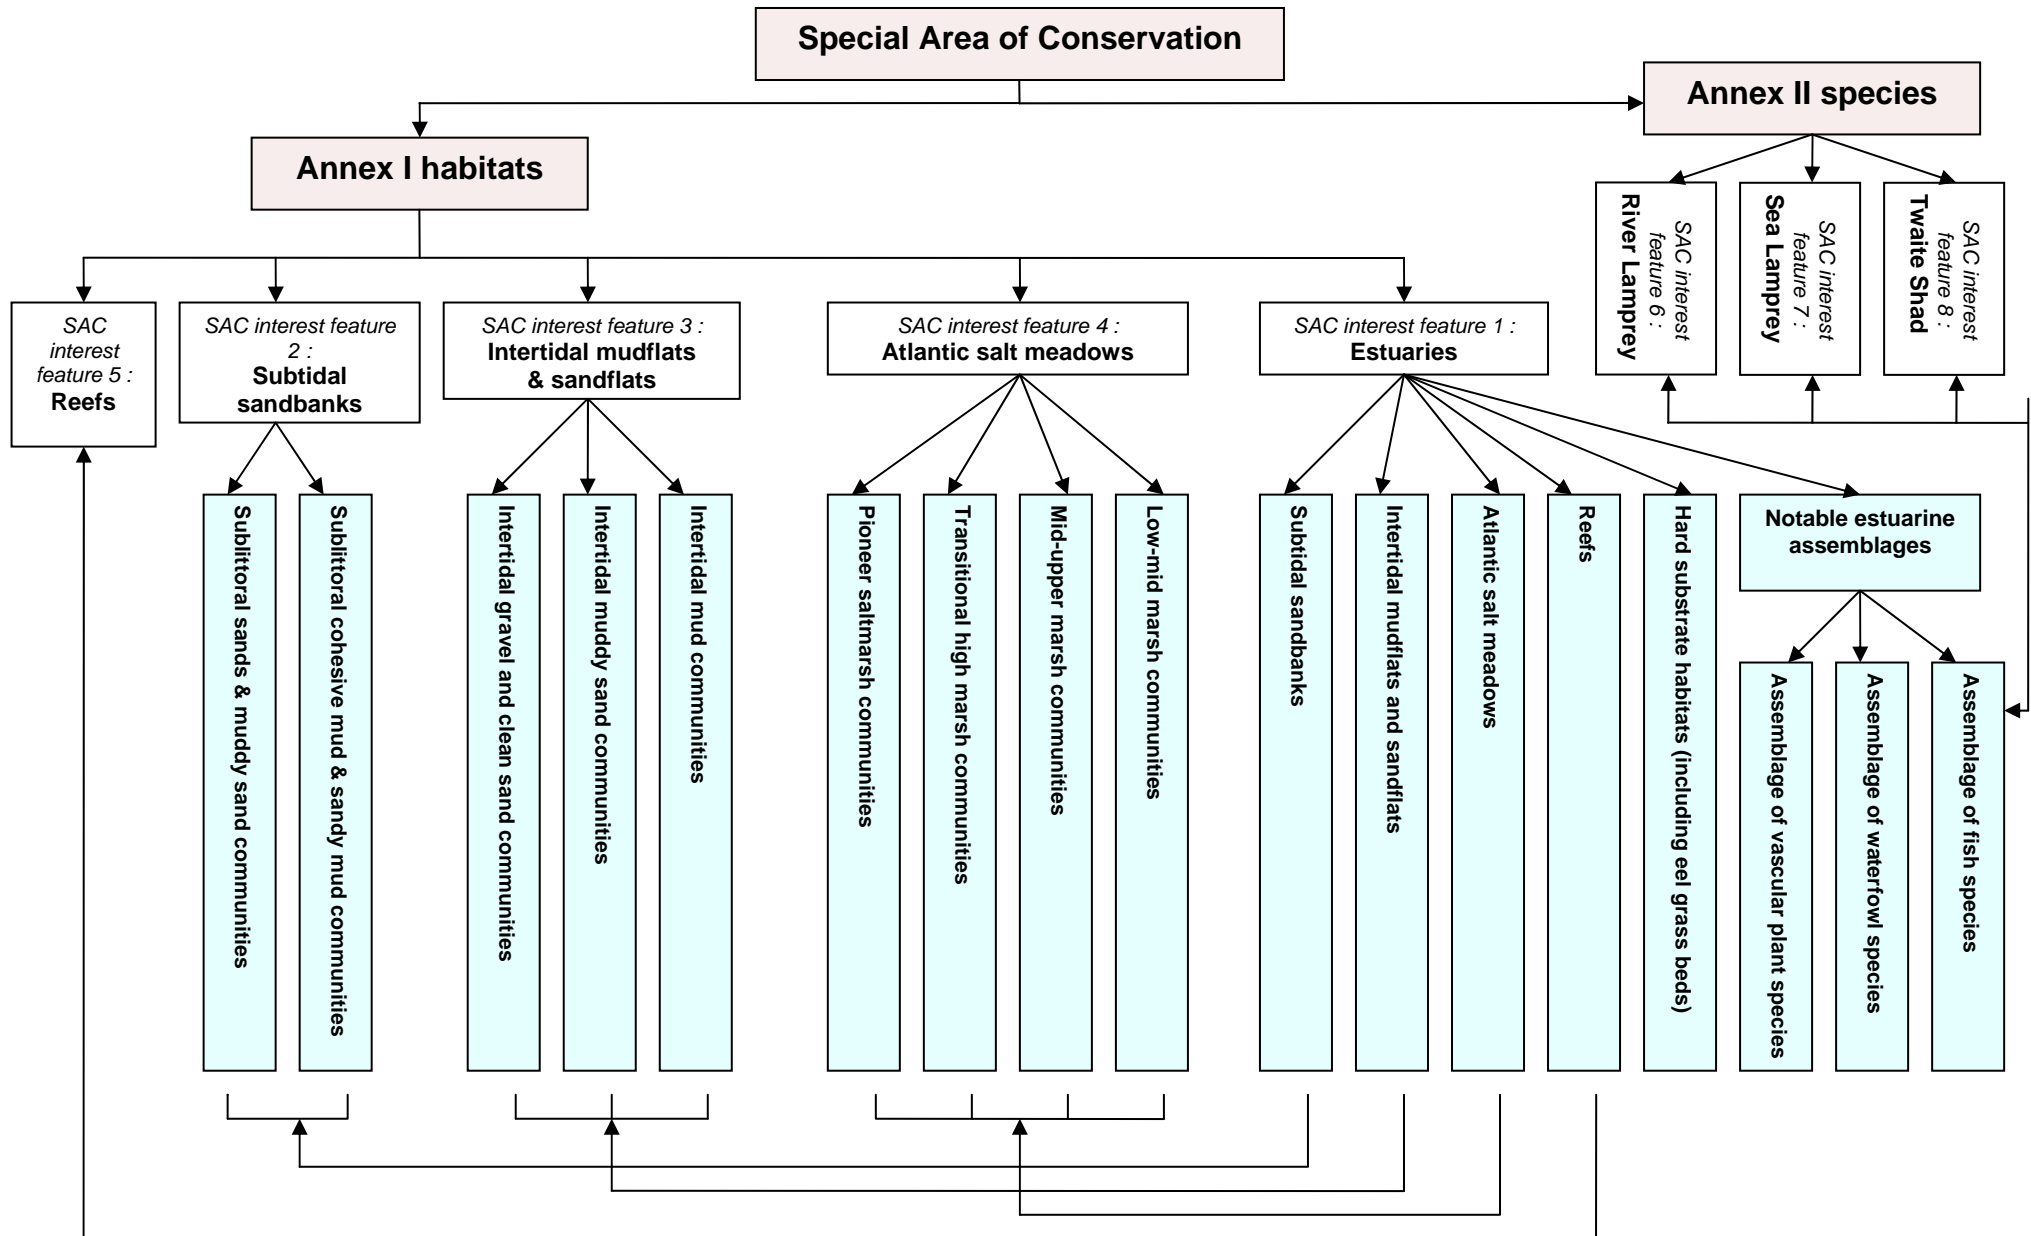 Special Area of Conservation
Annex II species
Annex I habitats
SAC interest
feature 6 :
River Lamprey
SAC interest
feature 7 :
Sea Lamprey
SAC interest
feature 8 :
Twaite Shad
SAC
interest
feature 5 :
Reefs
SAC interest feature
2 :
Subtidal
sandbanks
SAC interest feature 3 :
Intertidal mudflats
& sandflats
SAC interest feature 4 :
Atlantic salt meadows
SAC interest feature 1 :
Estuaries
Sublittoral sands & muddy sand communities
Sublittoral cohesive mud & sandy mud communities
Intertidal gravel and clean sand communities
Intertidal muddy sand communities
Intertidal mud communities
Pioneer saltmarsh communities
Transitional high marsh communities
Mid-upper marsh communities
Low-mid marsh communities
Subtidal sandbanks
Intertidal mudflats and sandflats
Atlantic salt meadows
Reefs
Hard substrate habitats (including eel grass beds)
Notable estuarine
assemblages
Assemblage of vascular plant species
Assemblage of waterfowl species
Assemblage of fish species